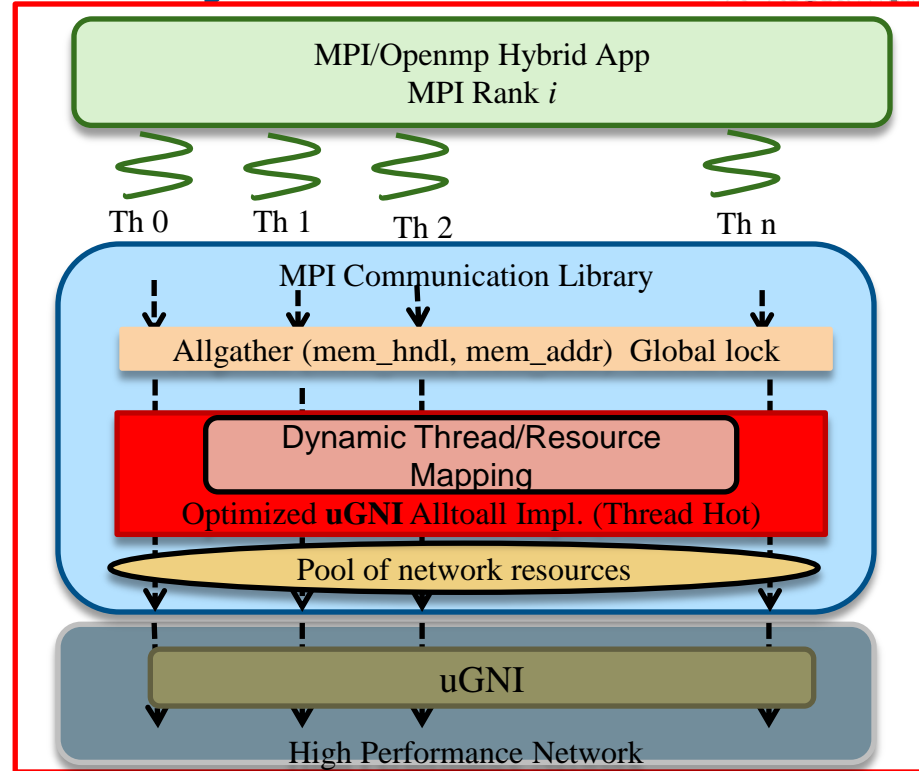 MPI/Openmp Hybrid App
MPI Rank i
Th 0
Th 1
Th 2
Th n
MPI Communication Library
Allgather (mem_hndl, mem_addr) Global lock
Dynamic Thread/Resource
Mapping
Optimized uGNI Alltoall Impl. (Thread Hot)
Pool of network resources
uGNI
High Performance Network